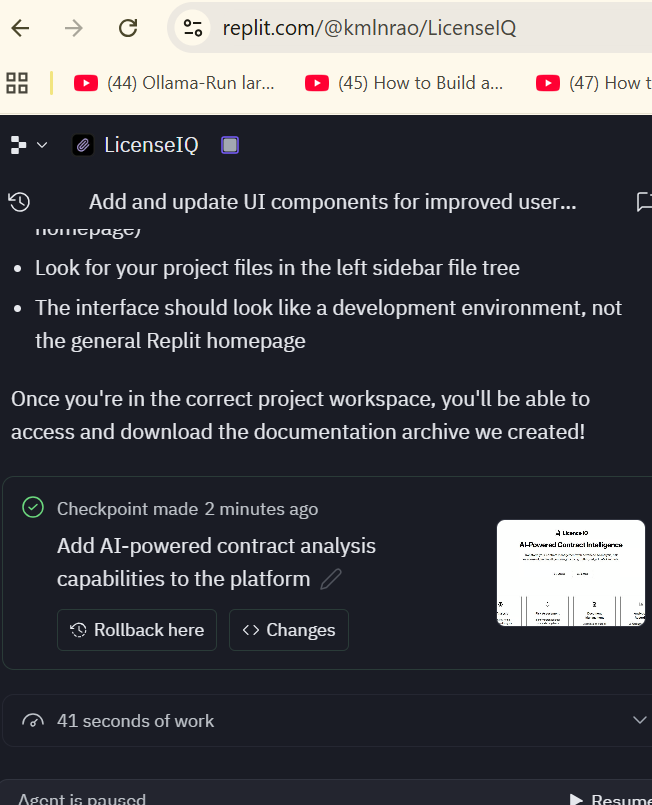 replit.com/@kmlnrao/LicenseIQ
(44) Ollama-Run lar...
(45) How to Build a...
(47) How t
LicenseIQ
Add and update UI components for improved user...
homepage)
Look for your project files in the left sidebar file tree
The interface should look like a development environment, not
the general Replit homepage
Once you're in the correct project workspace, you'll be able to
access and download the documentation archive we created!
Checkpoint made 2 minutes ago
Add AI-powered contract analysis
capabilities to the platform
LicenseIQ
AI-Powered Contract Intelligence
Rollback here
<> Changes
41 seconds of work
Agent is paused
Resume